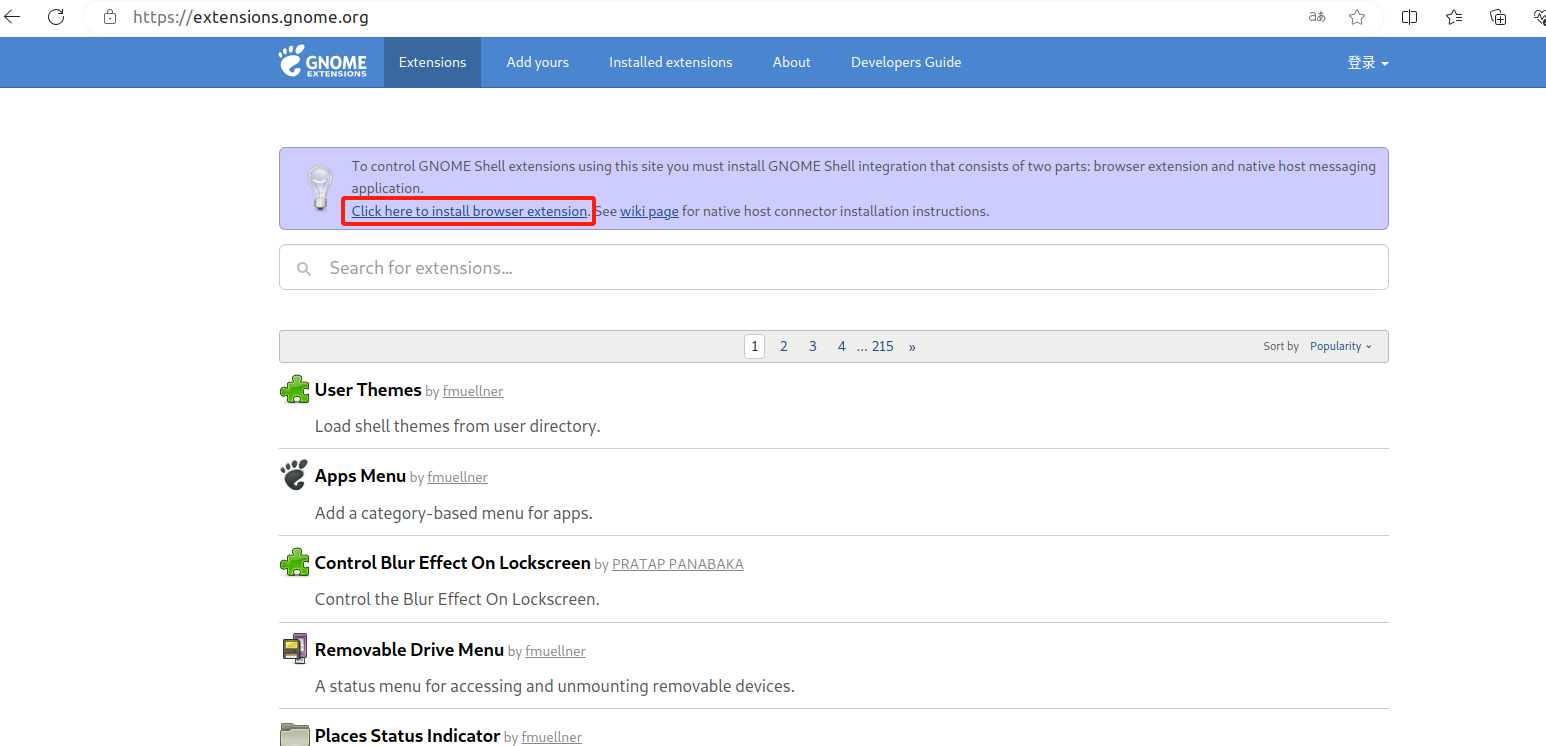 https://extensions.gnome.org
aあ
GNOME
EXTENSIONS
Extensions
Add yours
Installed extensions
About
Developers Guide
登录
To control GNOME Shell extensions using this site you must install GNOME Shell integration that consists of two parts: browser extension and native host messaging
application.
Click here to install browser extension. See wiki page for native host connector installation instructions.
Search for extensions...
1 2 3 4 ... 215 »
Sort by Popularity
User Themes by fmuellner
Load shell themes from user directory.
Apps Menu by fmuellner
Add a category-based menu for apps.
Control Blur Effect On Lockscreen by PRATAP PANABAKA
Control the Blur Effect On Lockscreen.
Removable Drive Menu by fmuellner
A status menu for accessing and unmounting removable devices.
Places Status Indicator by fmuellner